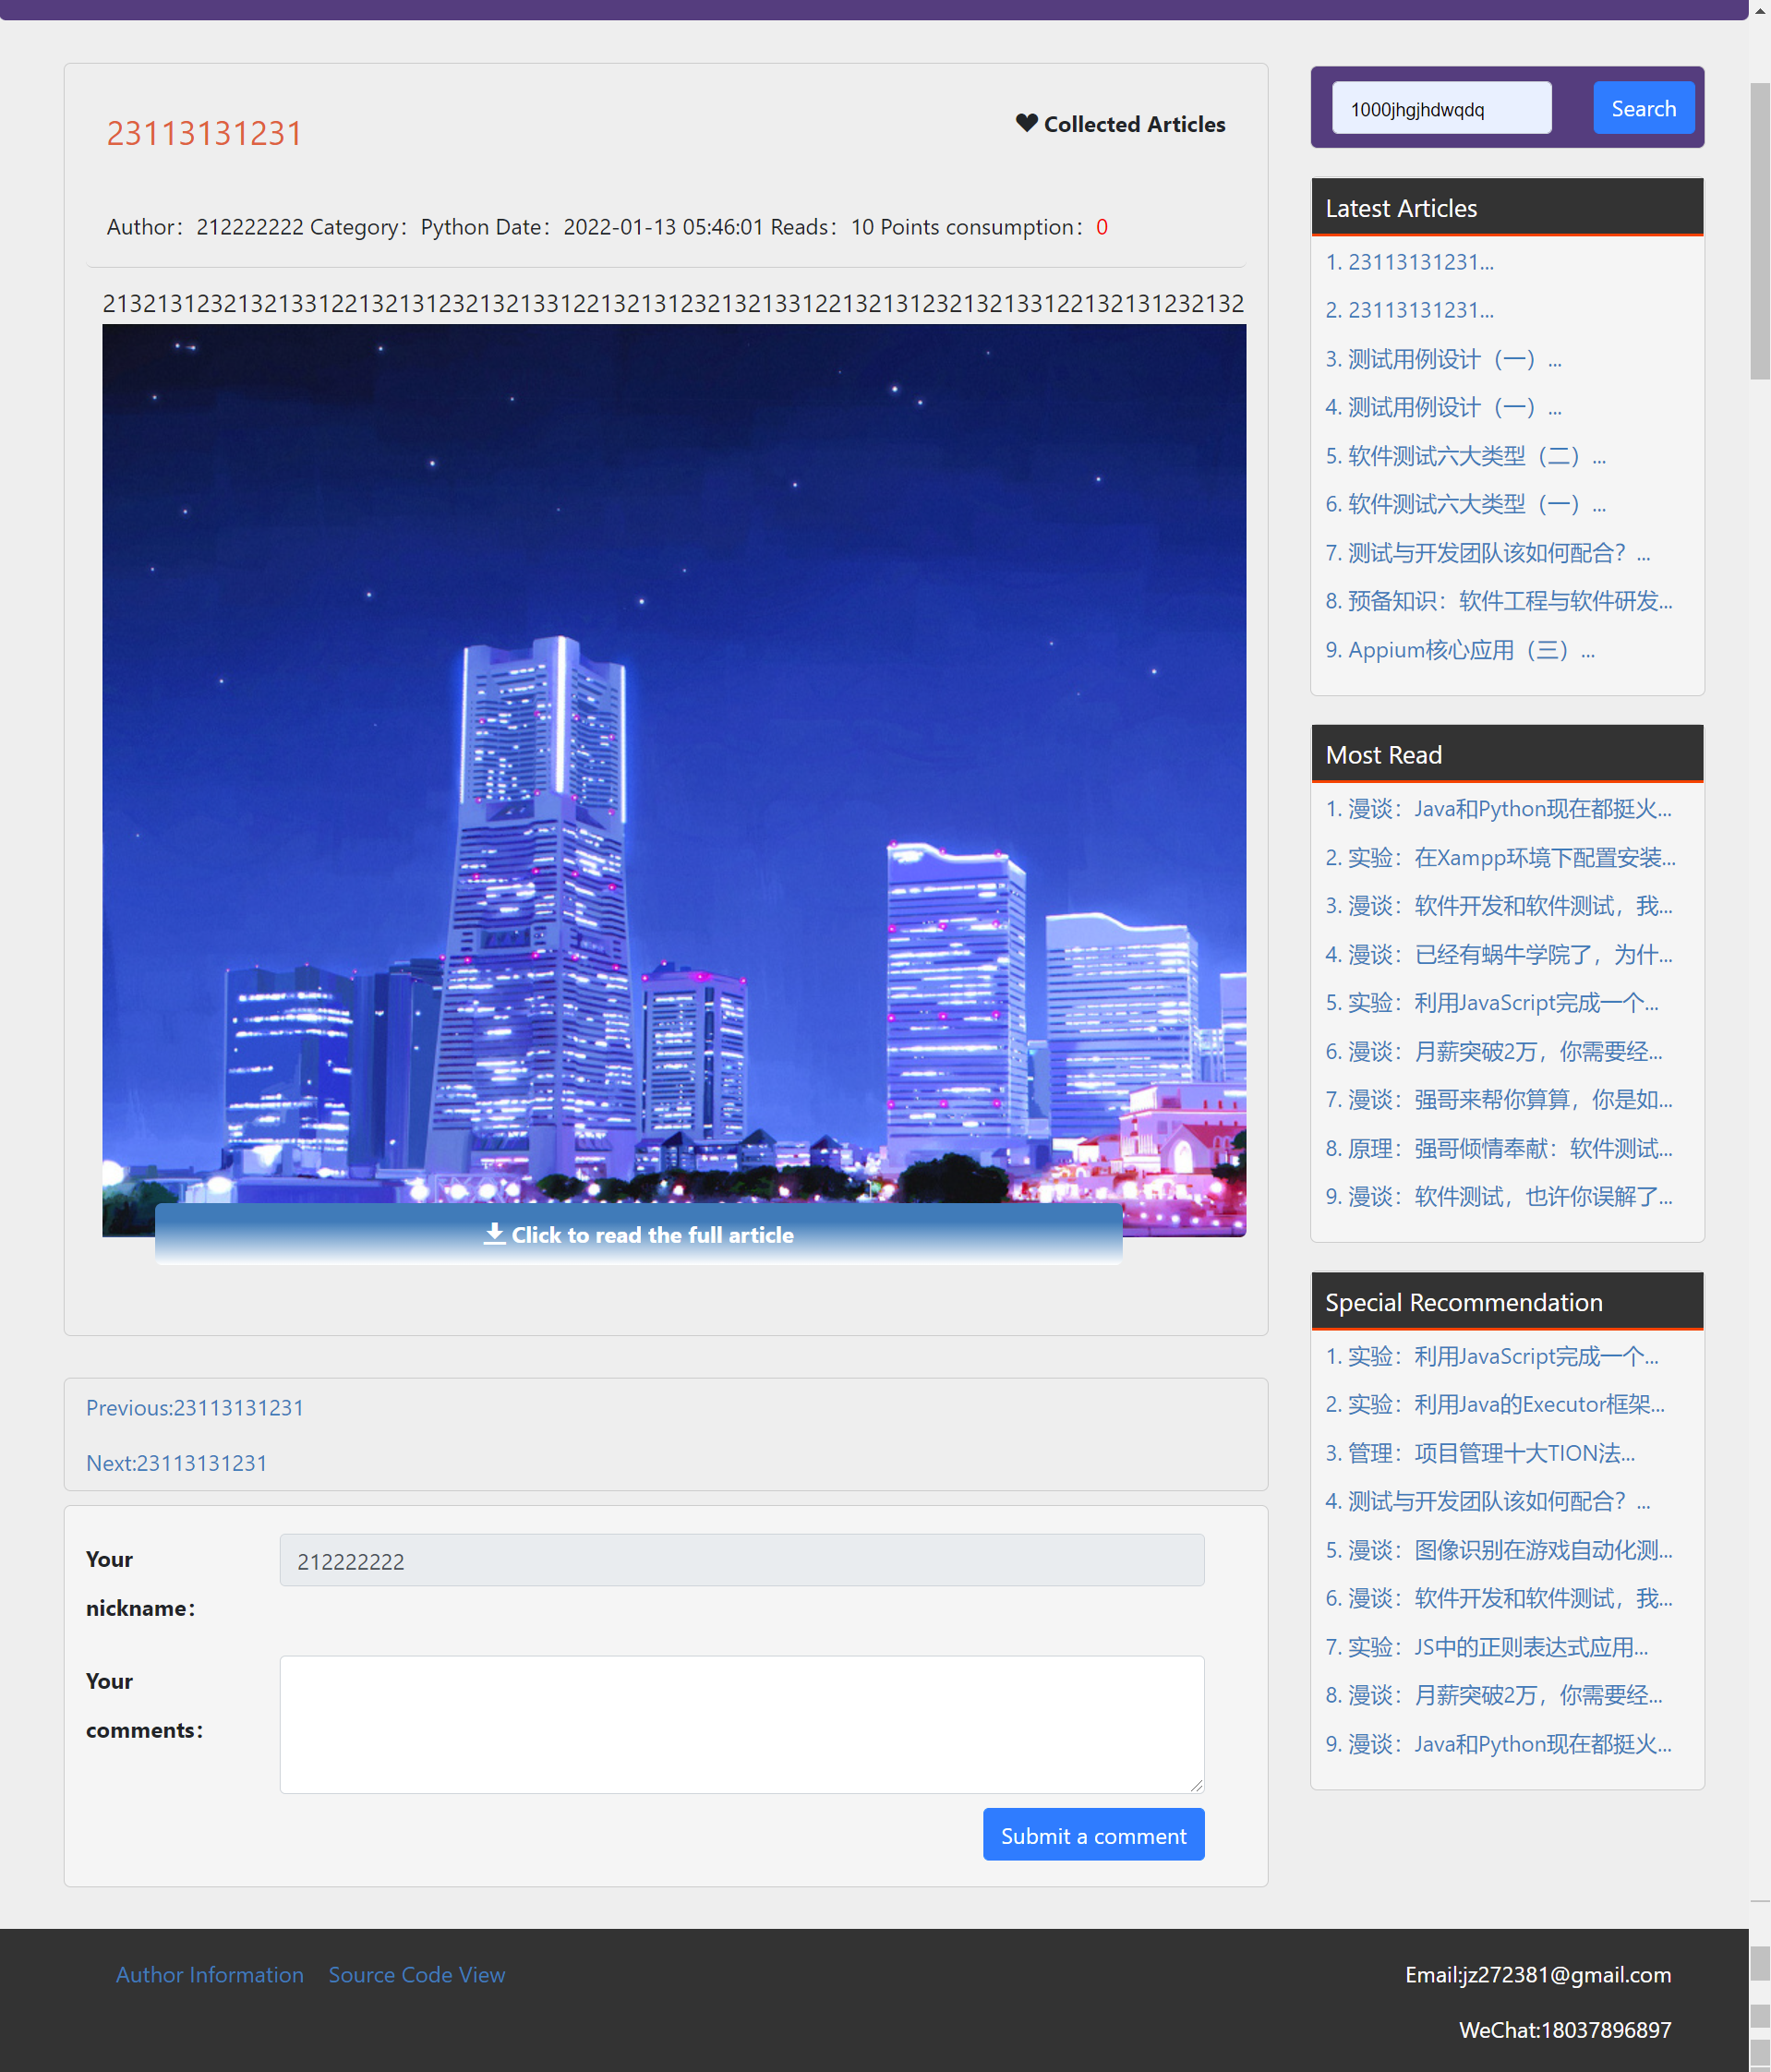 23113131231
Collected Articles
Author：212222222 Category：Python Date：2022-01-13 05:46:01 Reads：10 Points consumption：0
2132131232132133122132131232132133122132131232132133122132131232132133122132131232132
Click to read the full article
Previous:23113131231
Next:23113131231
Your nickname：
212222222
Your comments：
Submit a comment
1000jhgjhdwqdq
Search
Latest Articles
1. 23113131231...
2. 23113131231...
3. 测试用例设计（一）...
4. 测试用例设计（一）...
5. 软件测试六大类型（二）...
6. 软件测试六大类型（一）...
7. 测试与开发团队该如何配合？...
8. 预备知识：软件工程与软件研发...
9. Appium核心应用（三）...
Most Read
1. 漫谈：Java和Python现在都挺火...
2. 实验：在Xampp环境下配置安装...
3. 漫谈：软件开发和软件测试，我...
4. 漫谈：已经有蜗牛学院了，为什...
5. 实验：利用JavaScript完成一个...
6. 漫谈：月薪突破2万，你需要经...
7. 漫谈：强哥来帮你算算，你是如...
8. 原理：强哥倾情奉献：软件测试...
9. 漫谈：软件测试，也许你误解了...
Special Recommendation
1. 实验：利用JavaScript完成一个...
2. 实验：利用Java的Executor框架...
3. 管理：项目管理十大TION法...
4. 测试与开发团队该如何配合？...
5. 漫谈：图像识别在游戏自动化测...
6. 漫谈：软件开发和软件测试，我...
7. 实验：JS中的正则表达式应用...
8. 漫谈：月薪突破2万，你需要经...
9. 漫谈：Java和Python现在都挺火...
Author Information Source Code View
Email:jz272381@gmail.com
WeChat:18037896897